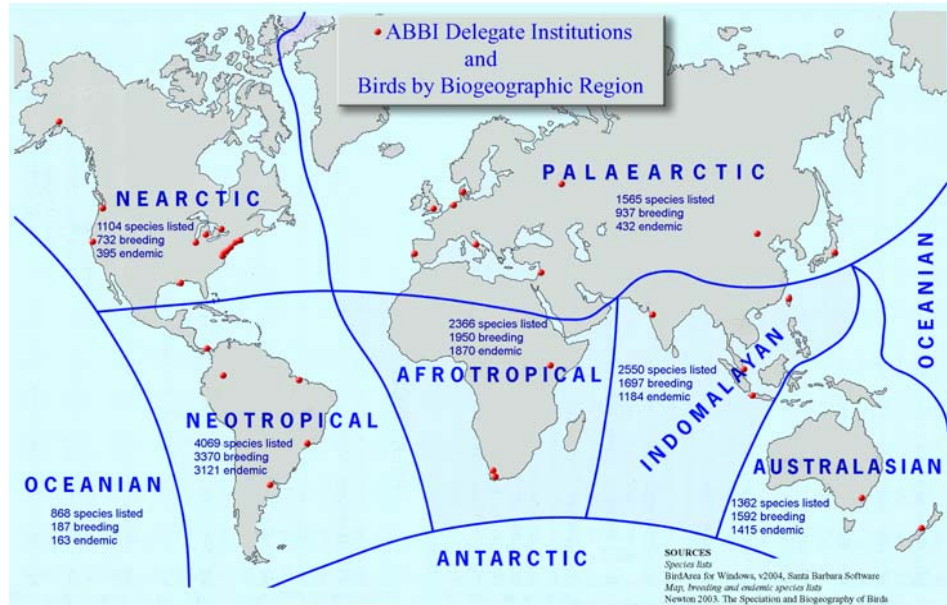 • ABBI Delegate Institutions
and
Birds by Biogeographic Region
NEARCTIC
1104 species listed
732 breeding
395 endemic
PALAEARCTIC
1565 species listed
937 breeding
432 endemic
OCEANIAN
2366 species listed
1950 breeding
1870 endemic
AFROTROPICAL
2550 species listed
1697 breeding
1184 endemic
INDOMALAYAN
NEOTROPICAL
4069 species listed
3370 breeding
3121 endemic
OCEANIAN
868 species listed
187 breeding
163 endemic
AUSTRALASIAN
1362 species listed
1592 breeding
1415 endemic
ANTARCTIC
SOURCES
Species lists
BirdArea for Windows, v2004, Santa Barbara Software
Map, breeding and endemic species lists
Newton 2003. The Speciation and Biogeography of Birds